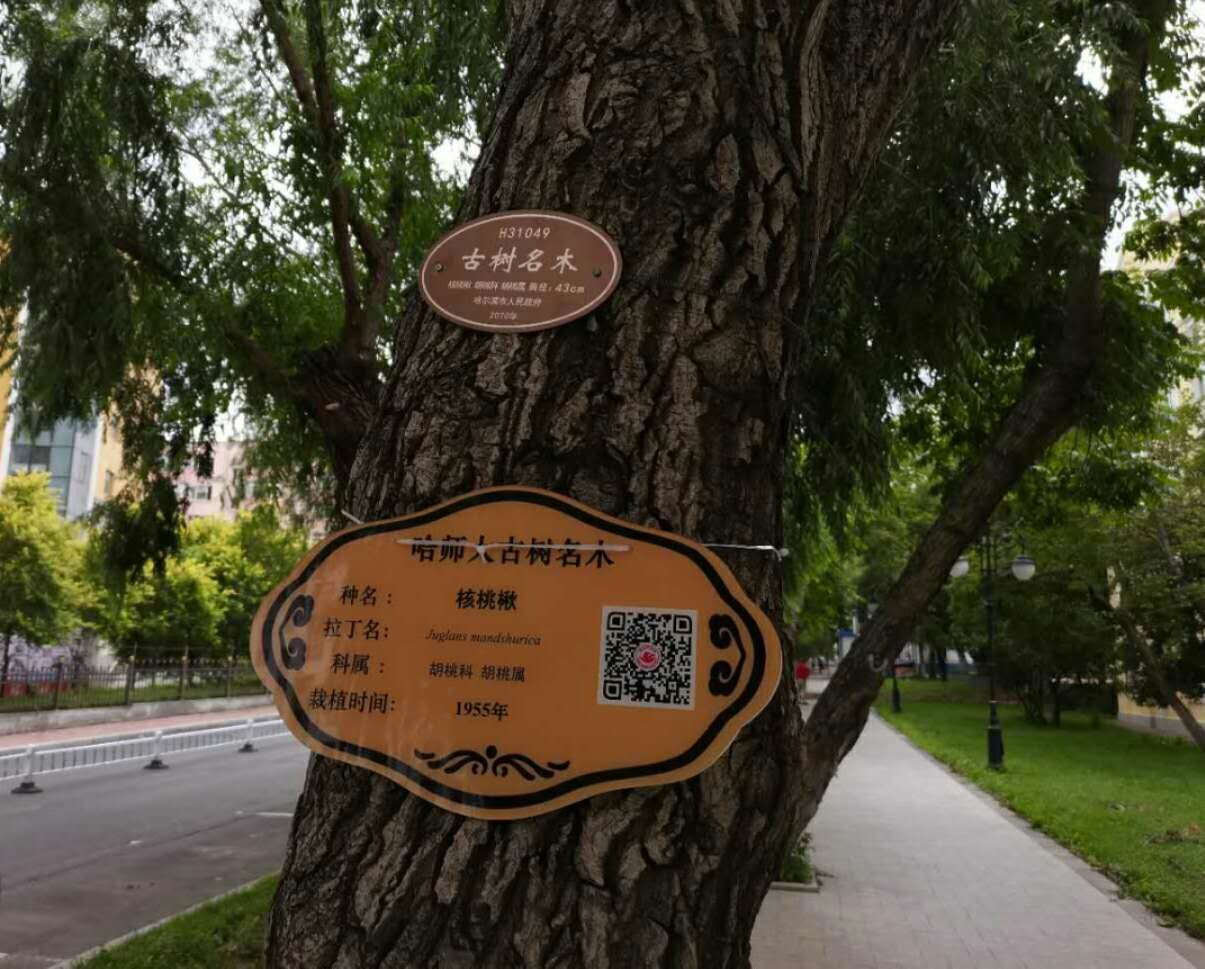 H31049
古树名木
胸径：43cm
哈尔滨市人民政府
哈师大古树名木
种名： 核桃楸
拉丁名： Juglans mandshurica
科属： 胡桃科 胡桃属
栽植时间： 1955年